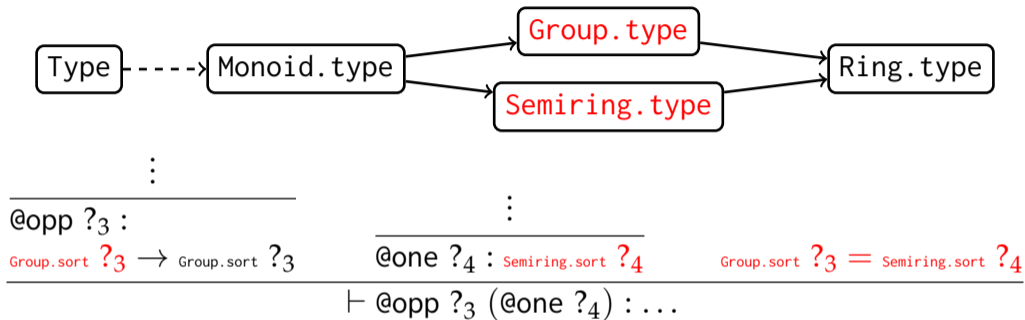 Group.type
Type Monoid.type Ring.type
Semiring.type
⋮
@opp ?₃ :
⋮
Group.sort ?₃ → Group.sort ?₃ @one ?₄ : Semiring.sort ?₄ Group.sort ?₃ = Semiring.sort ?₄
⊢ @opp ?₃ (@one ?₄) : ...